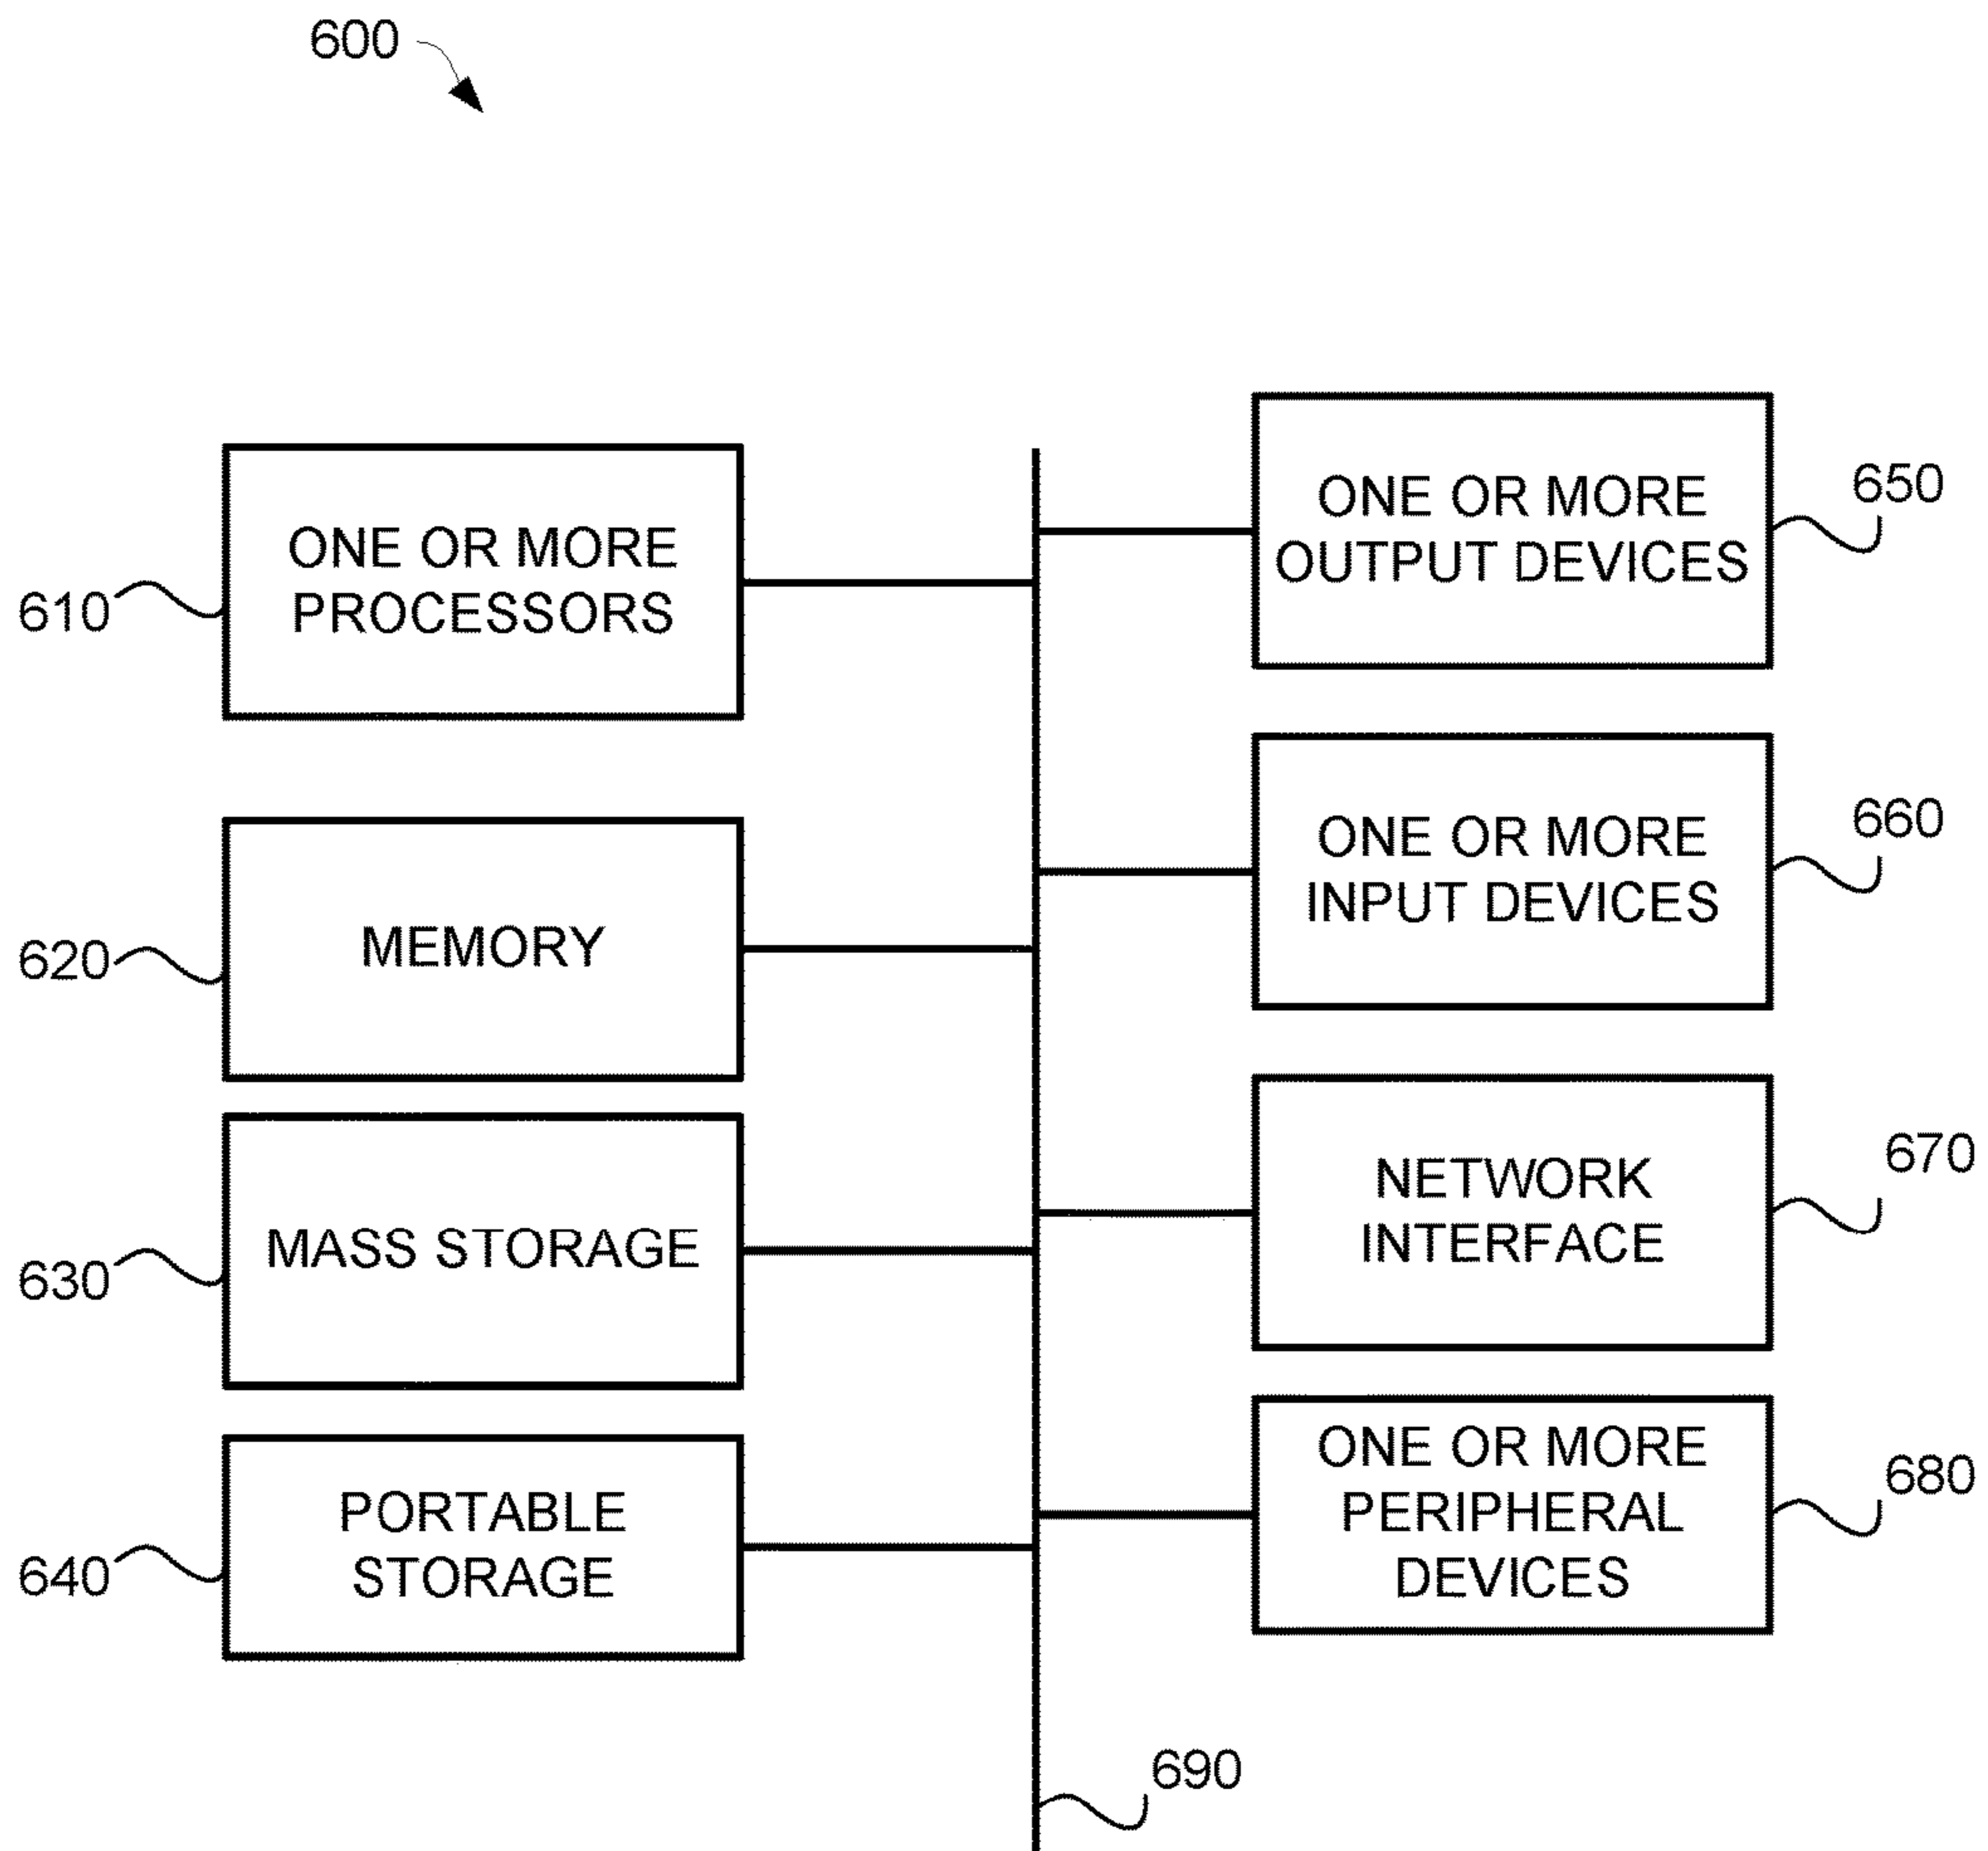 600
610
ONE OR MORE
PROCESSORS
620
MEMORY
630
MASS STORAGE
640
PORTABLE
STORAGE
ONE OR MORE
OUTPUT DEVICES
650
ONE OR MORE
INPUT DEVICES
660
NETWORK
INTERFACE
670
ONE OR MORE
PERIPHERAL
DEVICES
680
690